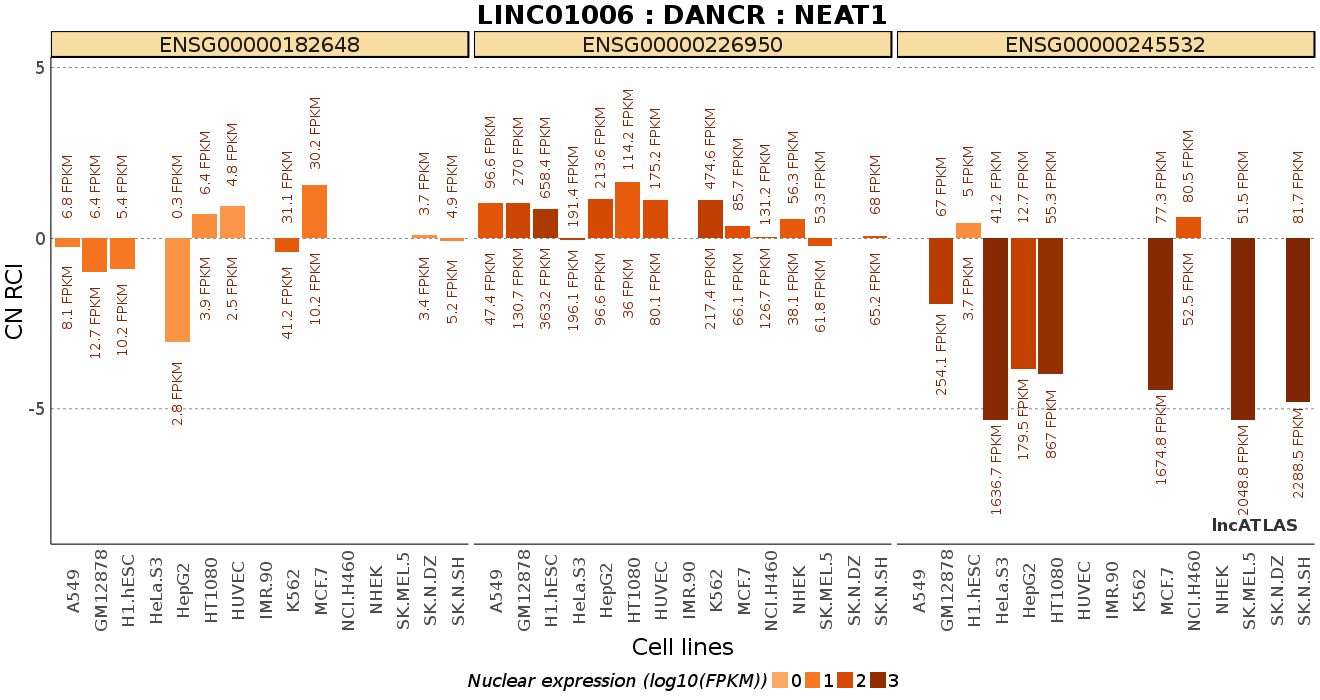 LINC01006 : DANCR : NEAT1
ENSG00000182648 ENSG00000226950 ENSG00000245532
CN RCI
5
0
-5
6.8 FPKM 6.4 FPKM 5.4 FPKM 0.3 FPKM 6.4 FPKM 4.8 FPKM 31.1 FPKM 30.2 FPKM 3.7 FPKM 4.9 FPKM
8.1 FPKM 12.7 FPKM 10.2 FPKM 2.8 FPKM 3.9 FPKM 2.5 FPKM 41.2 FPKM 10.2 FPKM 3.4 FPKM 5.2 FPKM
96.6 FPKM 270 FPKM 658.4 FPKM 191.4 FPKM 213.6 FPKM 114.2 FPKM 175.2 FPKM 474.6 FPKM 85.7 FPKM 131.2 FPKM 56.3 FPKM 53.3 FPKM 68 FPKM
47.4 FPKM 130.7 FPKM 363.2 FPKM 196.1 FPKM 96.6 FPKM 36 FPKM 80.1 FPKM 217.4 FPKM 66.1 FPKM 126.7 FPKM 38.1 FPKM 61.8 FPKM 65.2 FPKM
67 FPKM 5 FPKM 41.2 FPKM 12.7 FPKM 55.3 FPKM 77.3 FPKM 80.5 FPKM 51.5 FPKM 81.7 FPKM
254.1 FPKM 3.7 FPKM 1636.7 FPKM 179.5 FPKM 867 FPKM 1674.8 FPKM 52.5 FPKM 2048.8 FPKM 2288.5 FPKM
lncATLAS
A549 GM12878 H1.hESC HeLa.S3 HepG2 HT1080 HUVEC IMR.90 K562 MCF.7 NCI.H460 NHEK SK.MEL.5 SK.N.DZ SK.N.SH
A549 GM12878 H1.hESC HeLa.S3 HepG2 HT1080 HUVEC IMR.90 K562 MCF.7 NCI.H460 NHEK SK.MEL.5 SK.N.DZ SK.N.SH
A549 GM12878 H1.hESC HeLa.S3 HepG2 HT1080 HUVEC IMR.90 K562 MCF.7 NCI.H460 NHEK SK.MEL.5 SK.N.DZ SK.N.SH
Cell lines
Nuclear expression (log10(FPKM)) 0 1 2 3